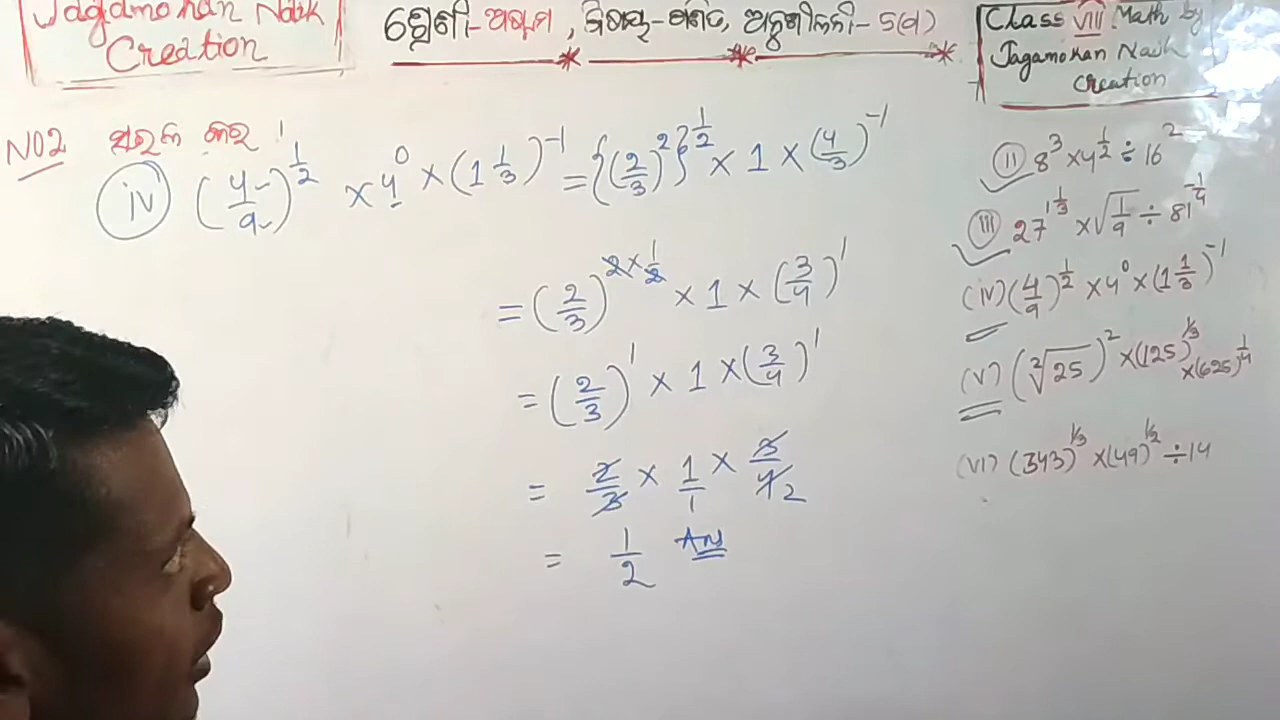 Jagamohan Naik
Creation
ଶ୍ରେଣୀ-ଅଷ୍ଟମ, ବିଷୟ-ଗଣିତ, ଅନୁଶୀଳନୀ- 5(a)
Class VIII Math by
Jagamohan Naik
Creation
NO2 ସରଳ କର ।
(iv) (4/9)^1/2 × 4^0 × (1 1/3)^-1 = {(2/3)^2}^1/2 × 1 × (4/3)^-1
= (2/3)^2×1/2 × 1 × (3/4)^1
= (2/3)^1 × 1 × (3/4)^1
= 2/3 × 1/1 × 3/4 2
= 1/2 Ans
(II) 8^3 × 4^1/2 ÷ 16^2
(III) 27^1/3 × √1/9 ÷ 81^-1/4
(iv) (4/9)^1/2 × 4^0 × (1 1/3)^-1
(V) (²√25)^2 × (125)^1/3 × (625)^1/4
(VI) (343)^1/3 × (49)^1/2 ÷ 14